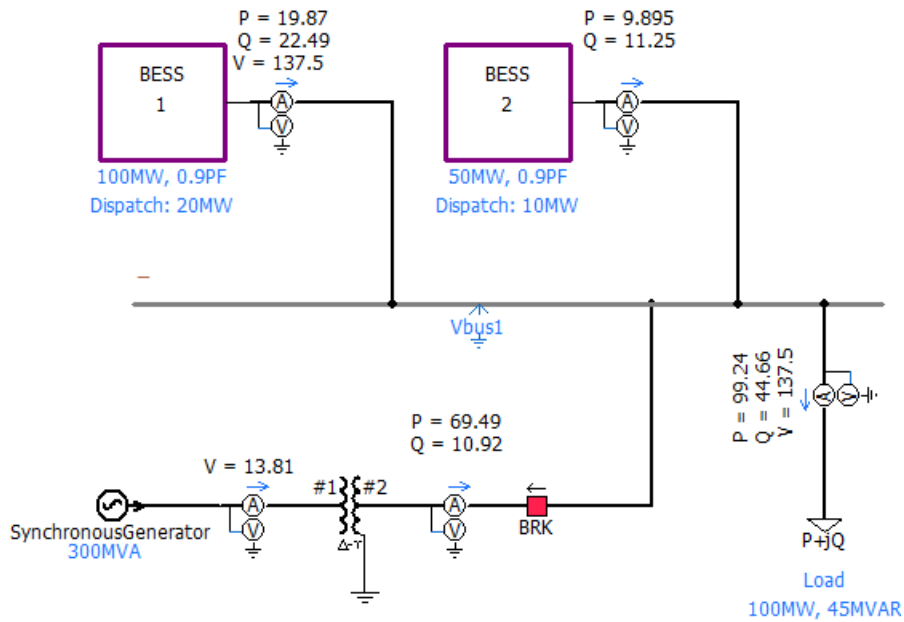 P = 19.87
Q = 22.49
V = 137.5
BESS
1
A
V
100MW, 0.9PF
Dispatch: 20MW
P = 9.895
Q = 11.25
BESS
2
A
V
50MW, 0.9PF
Dispatch: 10MW
Vbus1
P = 99.24
Q = 44.66
V = 137.5
A
V
P = 69.49
Q = 10.92
V = 13.81
#1
#2
A
V
A
V
BRK
SynchronousGenerator
300MVA
Δ-Y
P+jQ
Load
100MW, 45MVAR